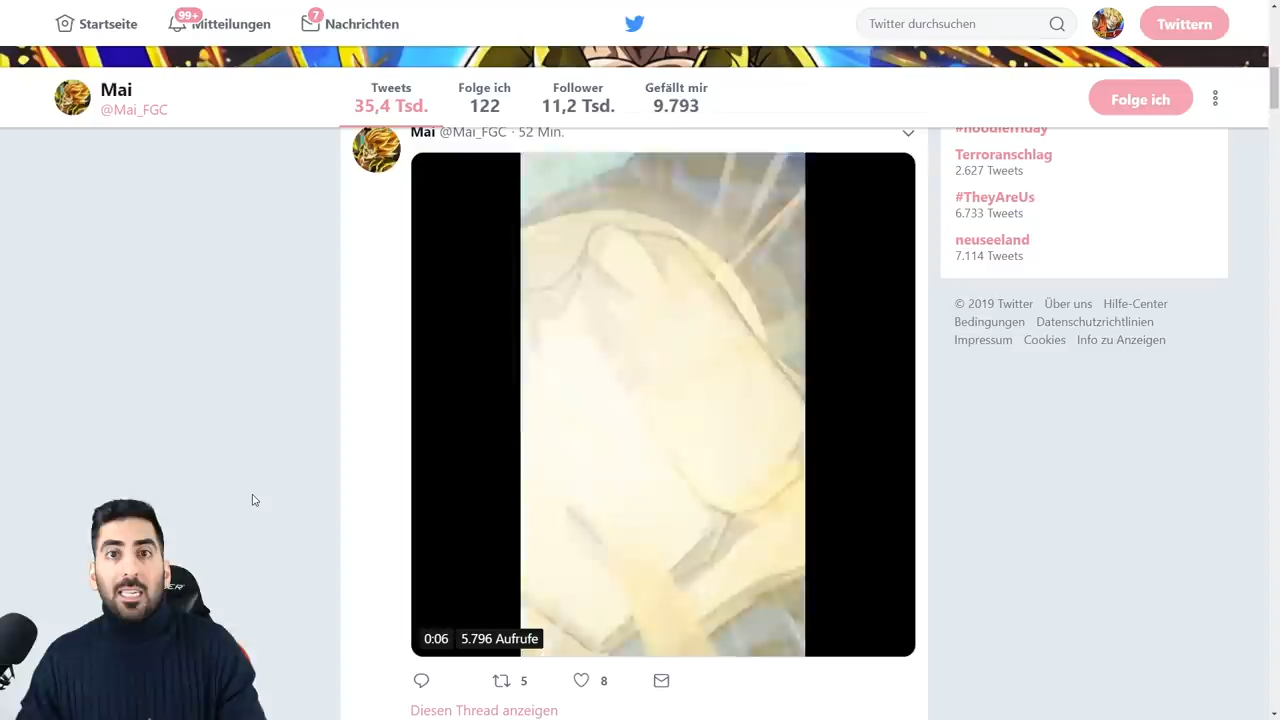 Startseite
99+
Mitteilungen
7
Nachrichten
Twitter durchsuchen
Twittern
Mai
@Mai_FGC
Tweets
35,4 Tsd.
Folge ich
122
Follower
11,2 Tsd.
Gefällt mir
9.793
Folge ich
Mai @Mai_FGC · 52 Min.
0:06
5.796 Aufrufe
5
8
Diesen Thread anzeigen
#noodlefriday
Terroranschlag
2.627 Tweets
#TheyAreUs
6.733 Tweets
neuseeland
7.114 Tweets
© 2019 Twitter Über uns Hilfe-Center
Bedingungen Datenschutzrichtlinien
Impressum Cookies Info zu Anzeigen